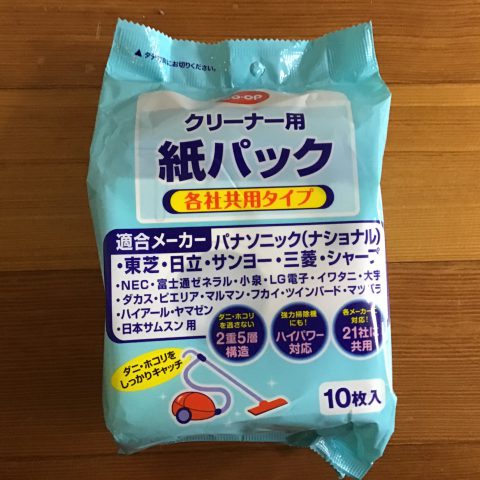 ▲タテ方向にお切りください。
CO・OP
クリーナー用
紙パック
各社共用タイプ
適合メーカー パナソニック(ナショナル)
・東芝・日立・サンヨー・三菱・シャープ
・NEC・富士通ゼネラル・小泉・LG電子・イワタニ・大宇
・ダカス・ピエリア・マルマン・フカイ・ツインバード・マツバラ
・ハイアール・ヤマゼン
・日本サムスン 用
ダニ・ホコリを逃さない
2重5層
構造
強力掃除機にも!
ハイパワー
対応
各メーカー対応!
21社
共用
ダニ・ホコリを
しっかりキャッチ
10枚入